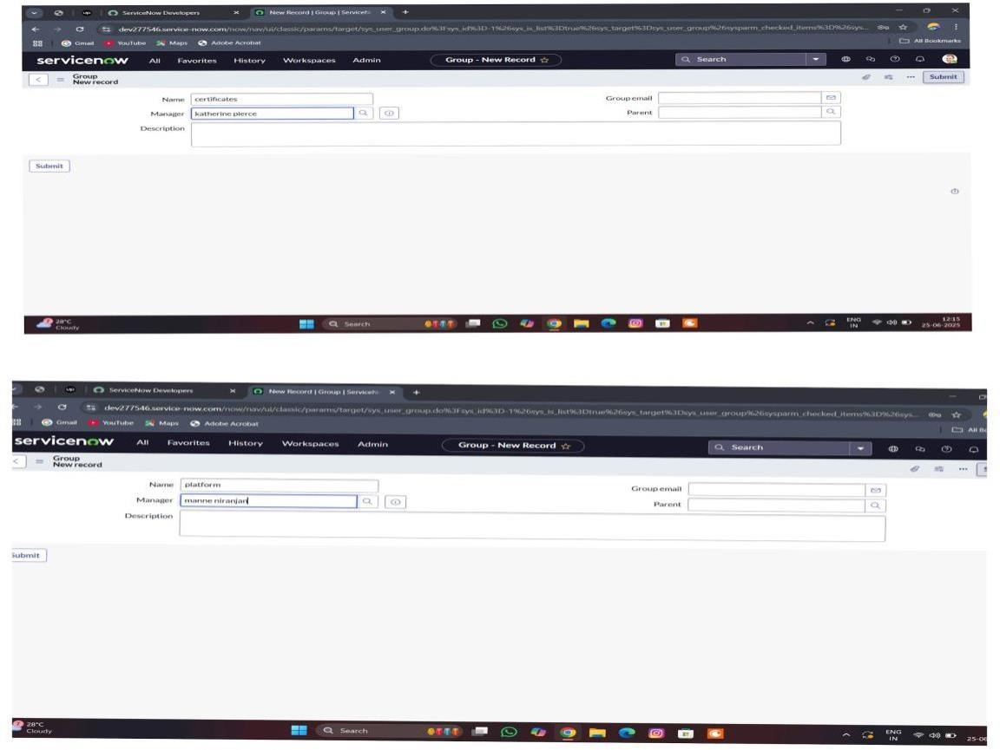 ServiceNow Developers × New Record | Group | ServiceN × +
dev277546.service-now.com/now/nav/ui/classic/params/target/sys_user_group.do%3Fsys_id%3D-1%26sys_is_list%3Dtrue%26sys_target%3Dsys_user_group%26sysparm_checked_items%3D%26sys...
Gmail YouTube Maps Adobe Acrobat All Bookmarks
servicenow All Favorites History Workspaces Admin Group - New Record Search
Group
New record Submit
Name certificates Group email
Manager katherine pierce Parent
Description
Submit
28°C
Cloudy
Search
ENG
IN
12:15
25-06-2025
ServiceNow Developers × New Record | Group | ServiceN × +
dev277546.service-now.com/now/nav/ui/classic/params/target/sys_user_group.do%3Fsys_id%3D-1%26sys_is_list%3Dtrue%26sys_target%3Dsys_user_group%26sysparm_checked_items%3D%26sys...
Gmail YouTube Maps Adobe Acrobat All Bo
servicenow All Favorites History Workspaces Admin Group - New Record Search
Group
New record
Name platform Group email
Manager manne niranjan Parent
Description
Submit
28°C
Cloudy
Search
ENG
IN
25-06